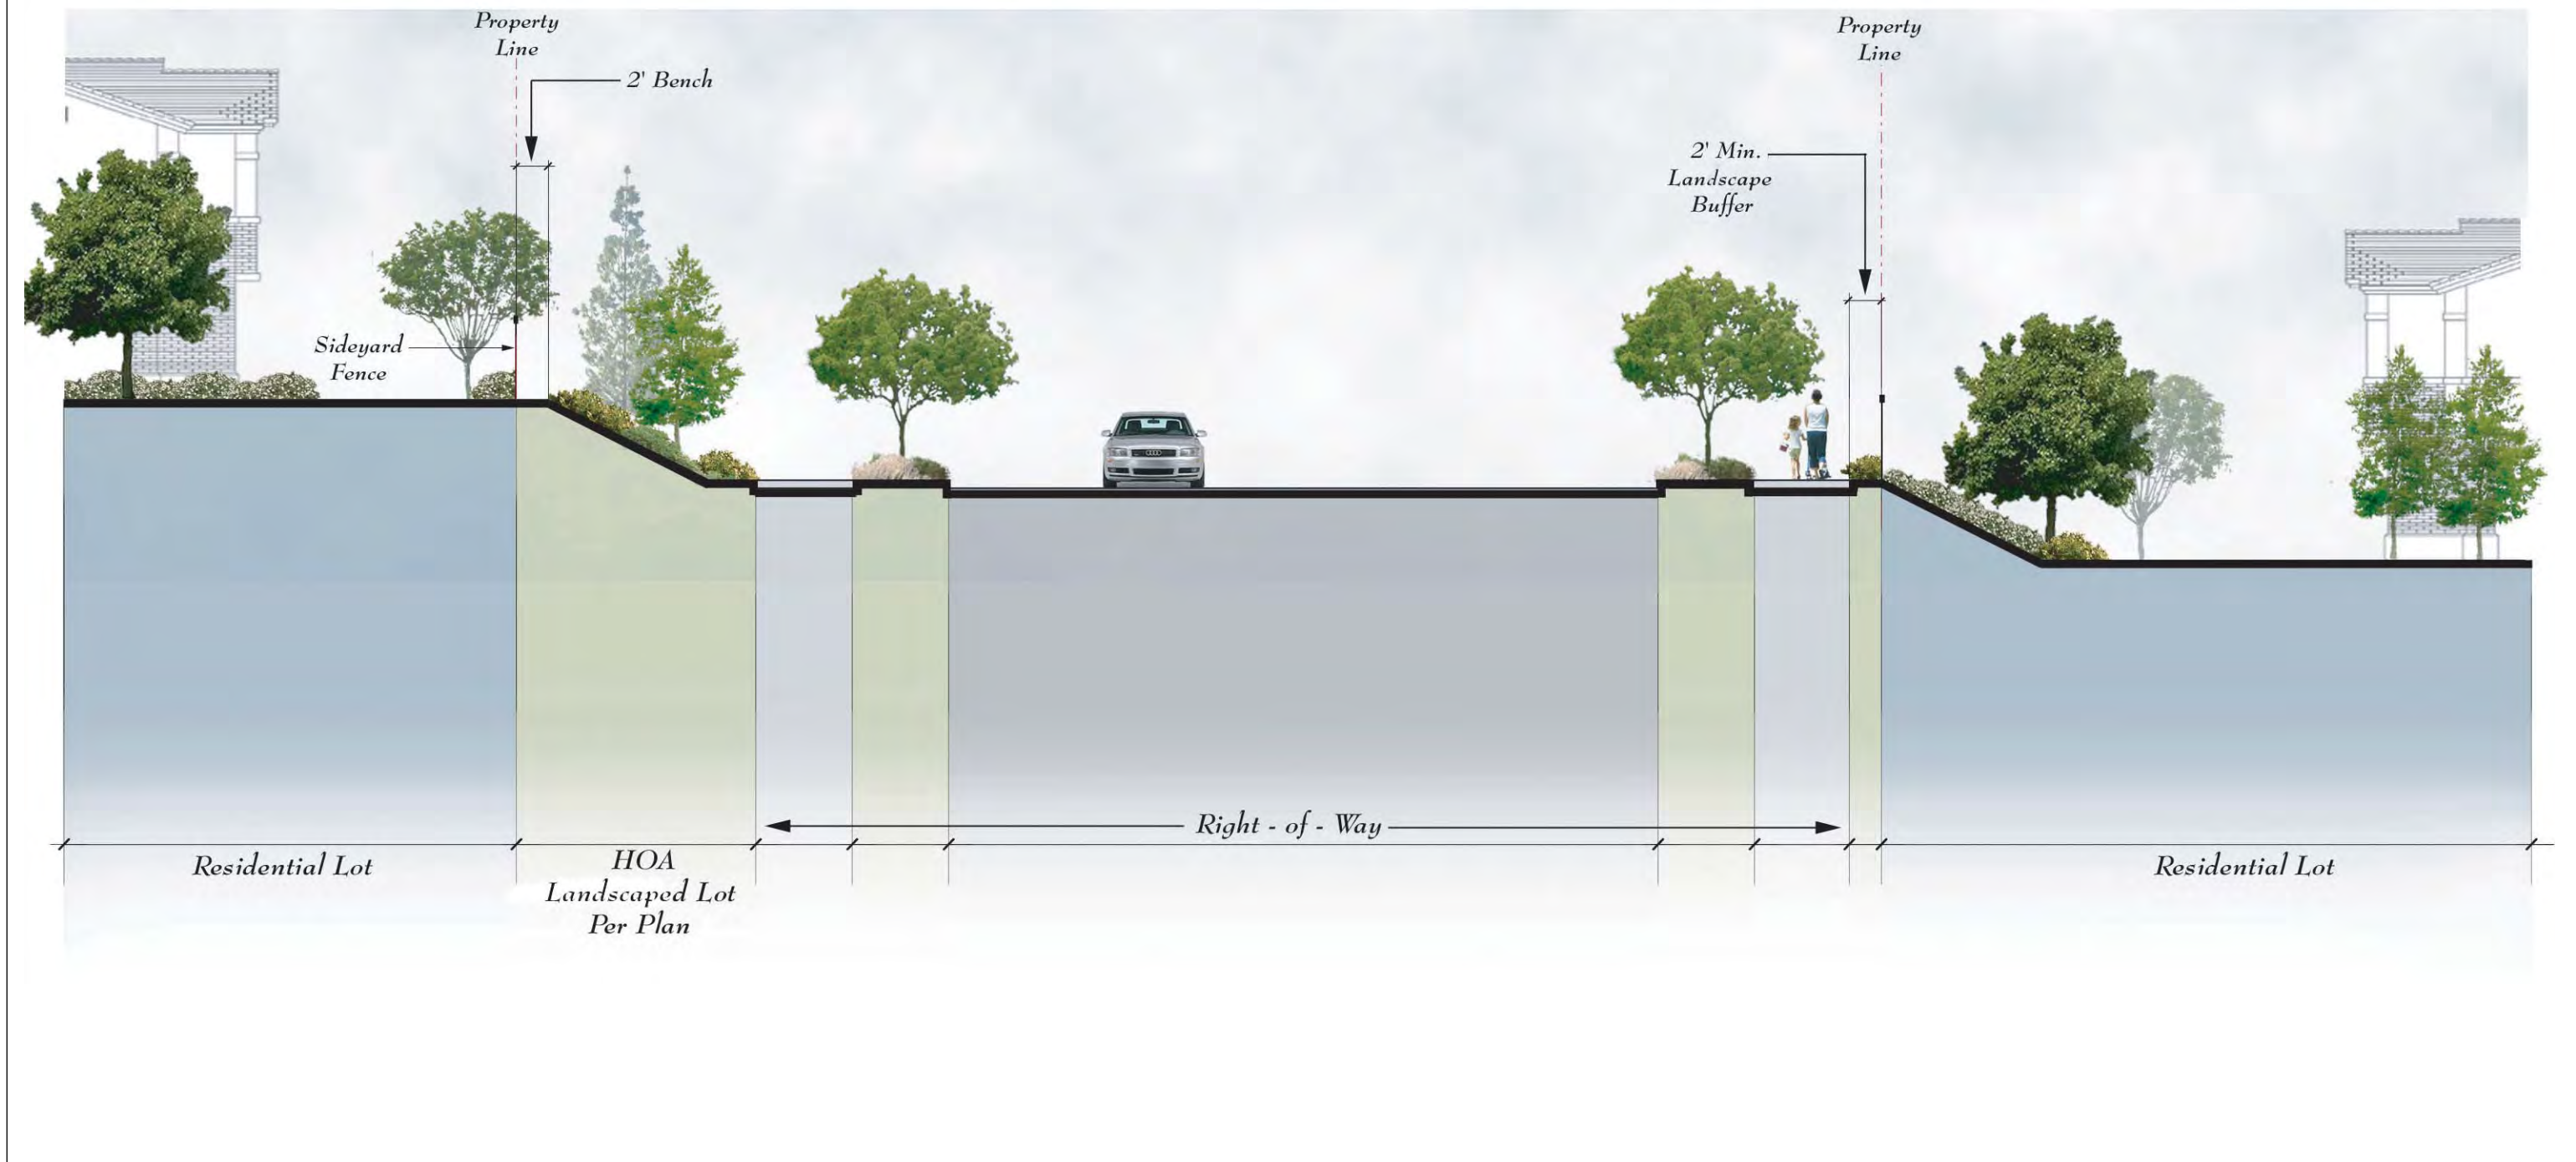 Property
Line
2' Bench
Property
Line
2' Min.
Landscape
Buffer
Sideyard
Fence
Right - of - Way
Residential Lot
HOA
Landscaped Lot
Per Plan
Residential Lot